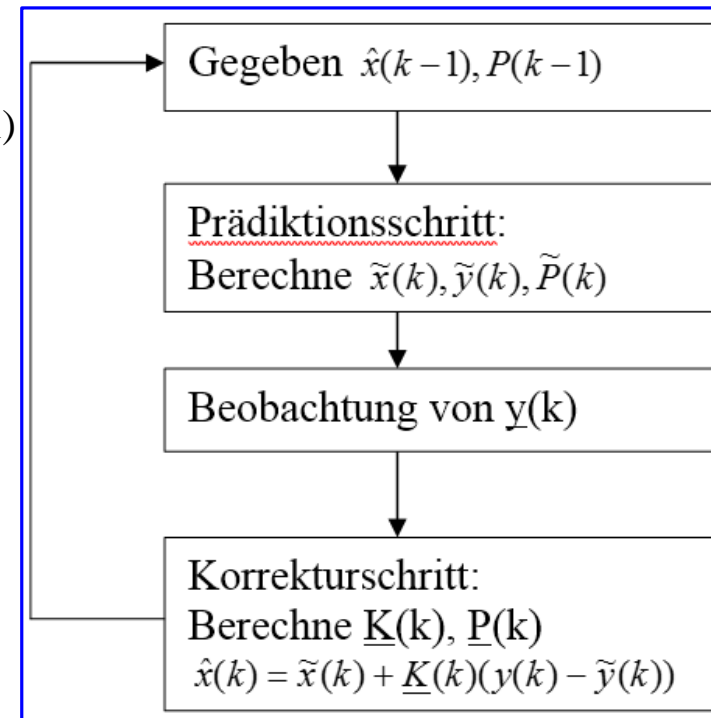 Gegeben x̂(k−1), P(k−1)
)
Prädiktionsschritt:
Berechne x̃(k), ỹ(k), P̃(k)
Beobachtung von y̲(k)
Korrekturschritt:
Berechne K̲(k), P̲(k)
x̂(k) = x̃(k) + K̲(k)(y(k) − ỹ(k))